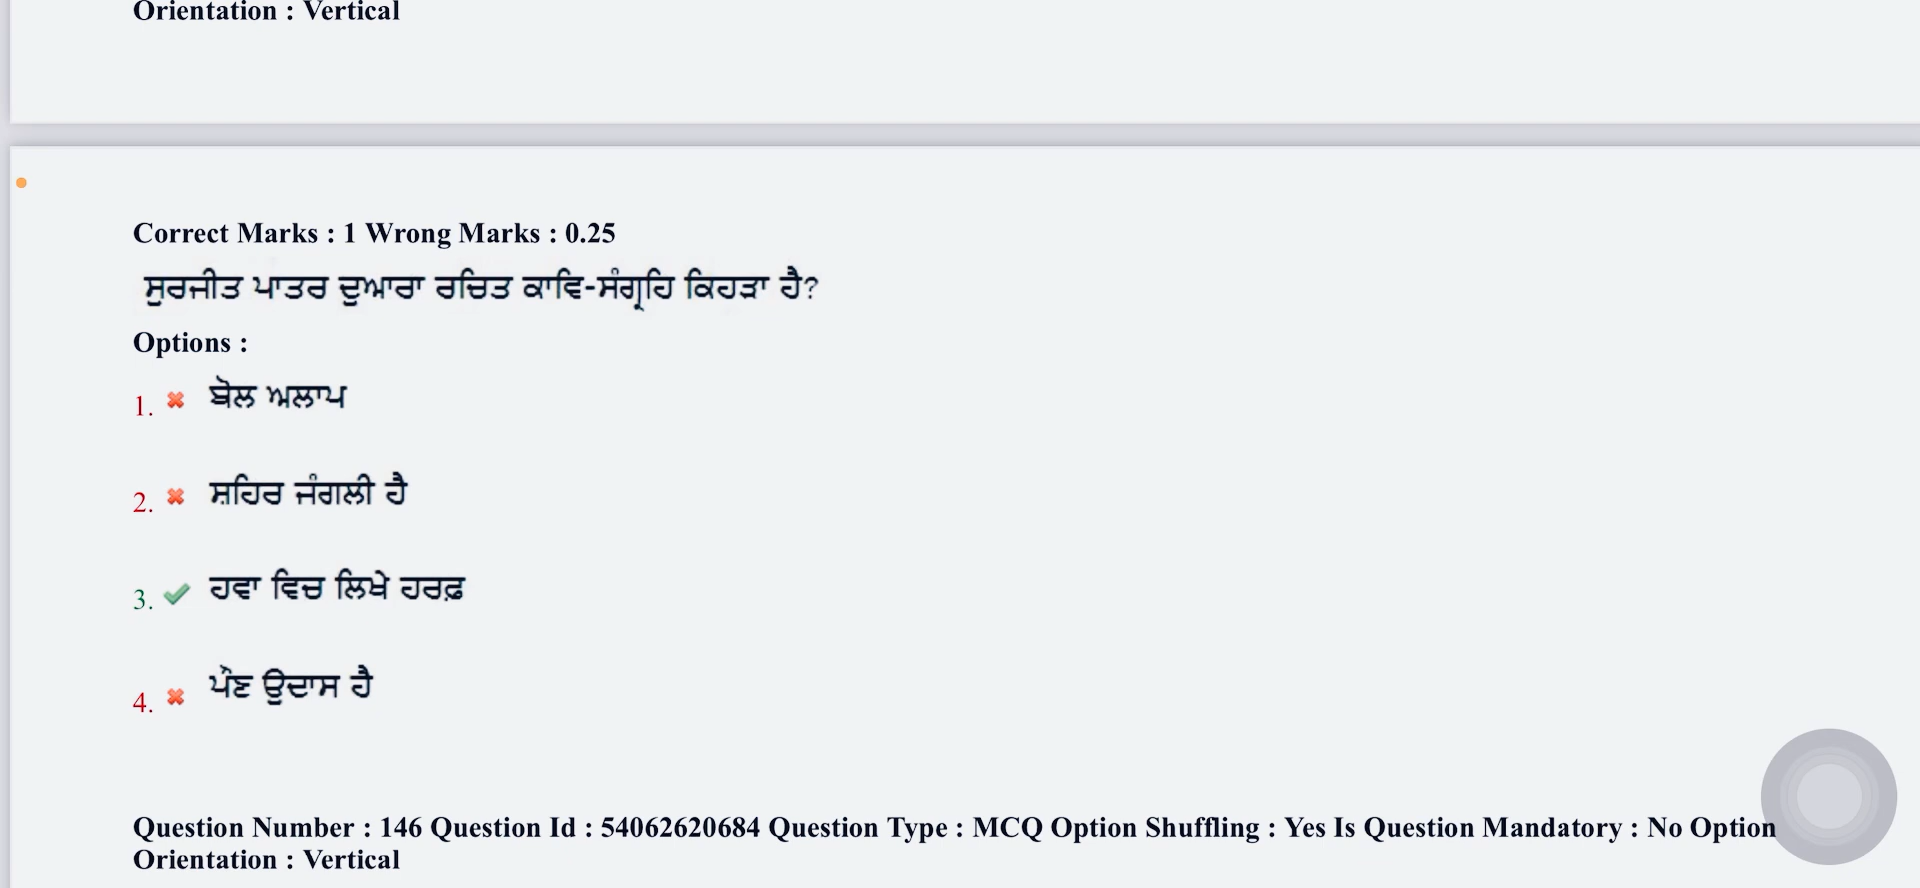 Orientation : Vertical
Correct Marks : 1 Wrong Marks : 0.25
ਸੁਰਜੀਤ ਪਾਤਰ ਦੁਆਰਾ ਰਚਿਤ ਕਾਵਿ-ਸੰਗ੍ਰਹਿ ਕਿਹੜਾ ਹੈ?
Options :
1. ਬੋਲ ਅਲਾਪ
2. ਸ਼ਹਿਰ ਜੰਗਲੀ ਹੈ
3. ਹਵਾ ਵਿਚ ਲਿਖੇ ਹਰਫ਼
4. ਪੌਣ ਉਦਾਸ ਹੈ
Question Number : 146 Question Id : 54062620684 Question Type : MCQ Option Shuffling : Yes Is Question Mandatory : No Option
Orientation : Vertical